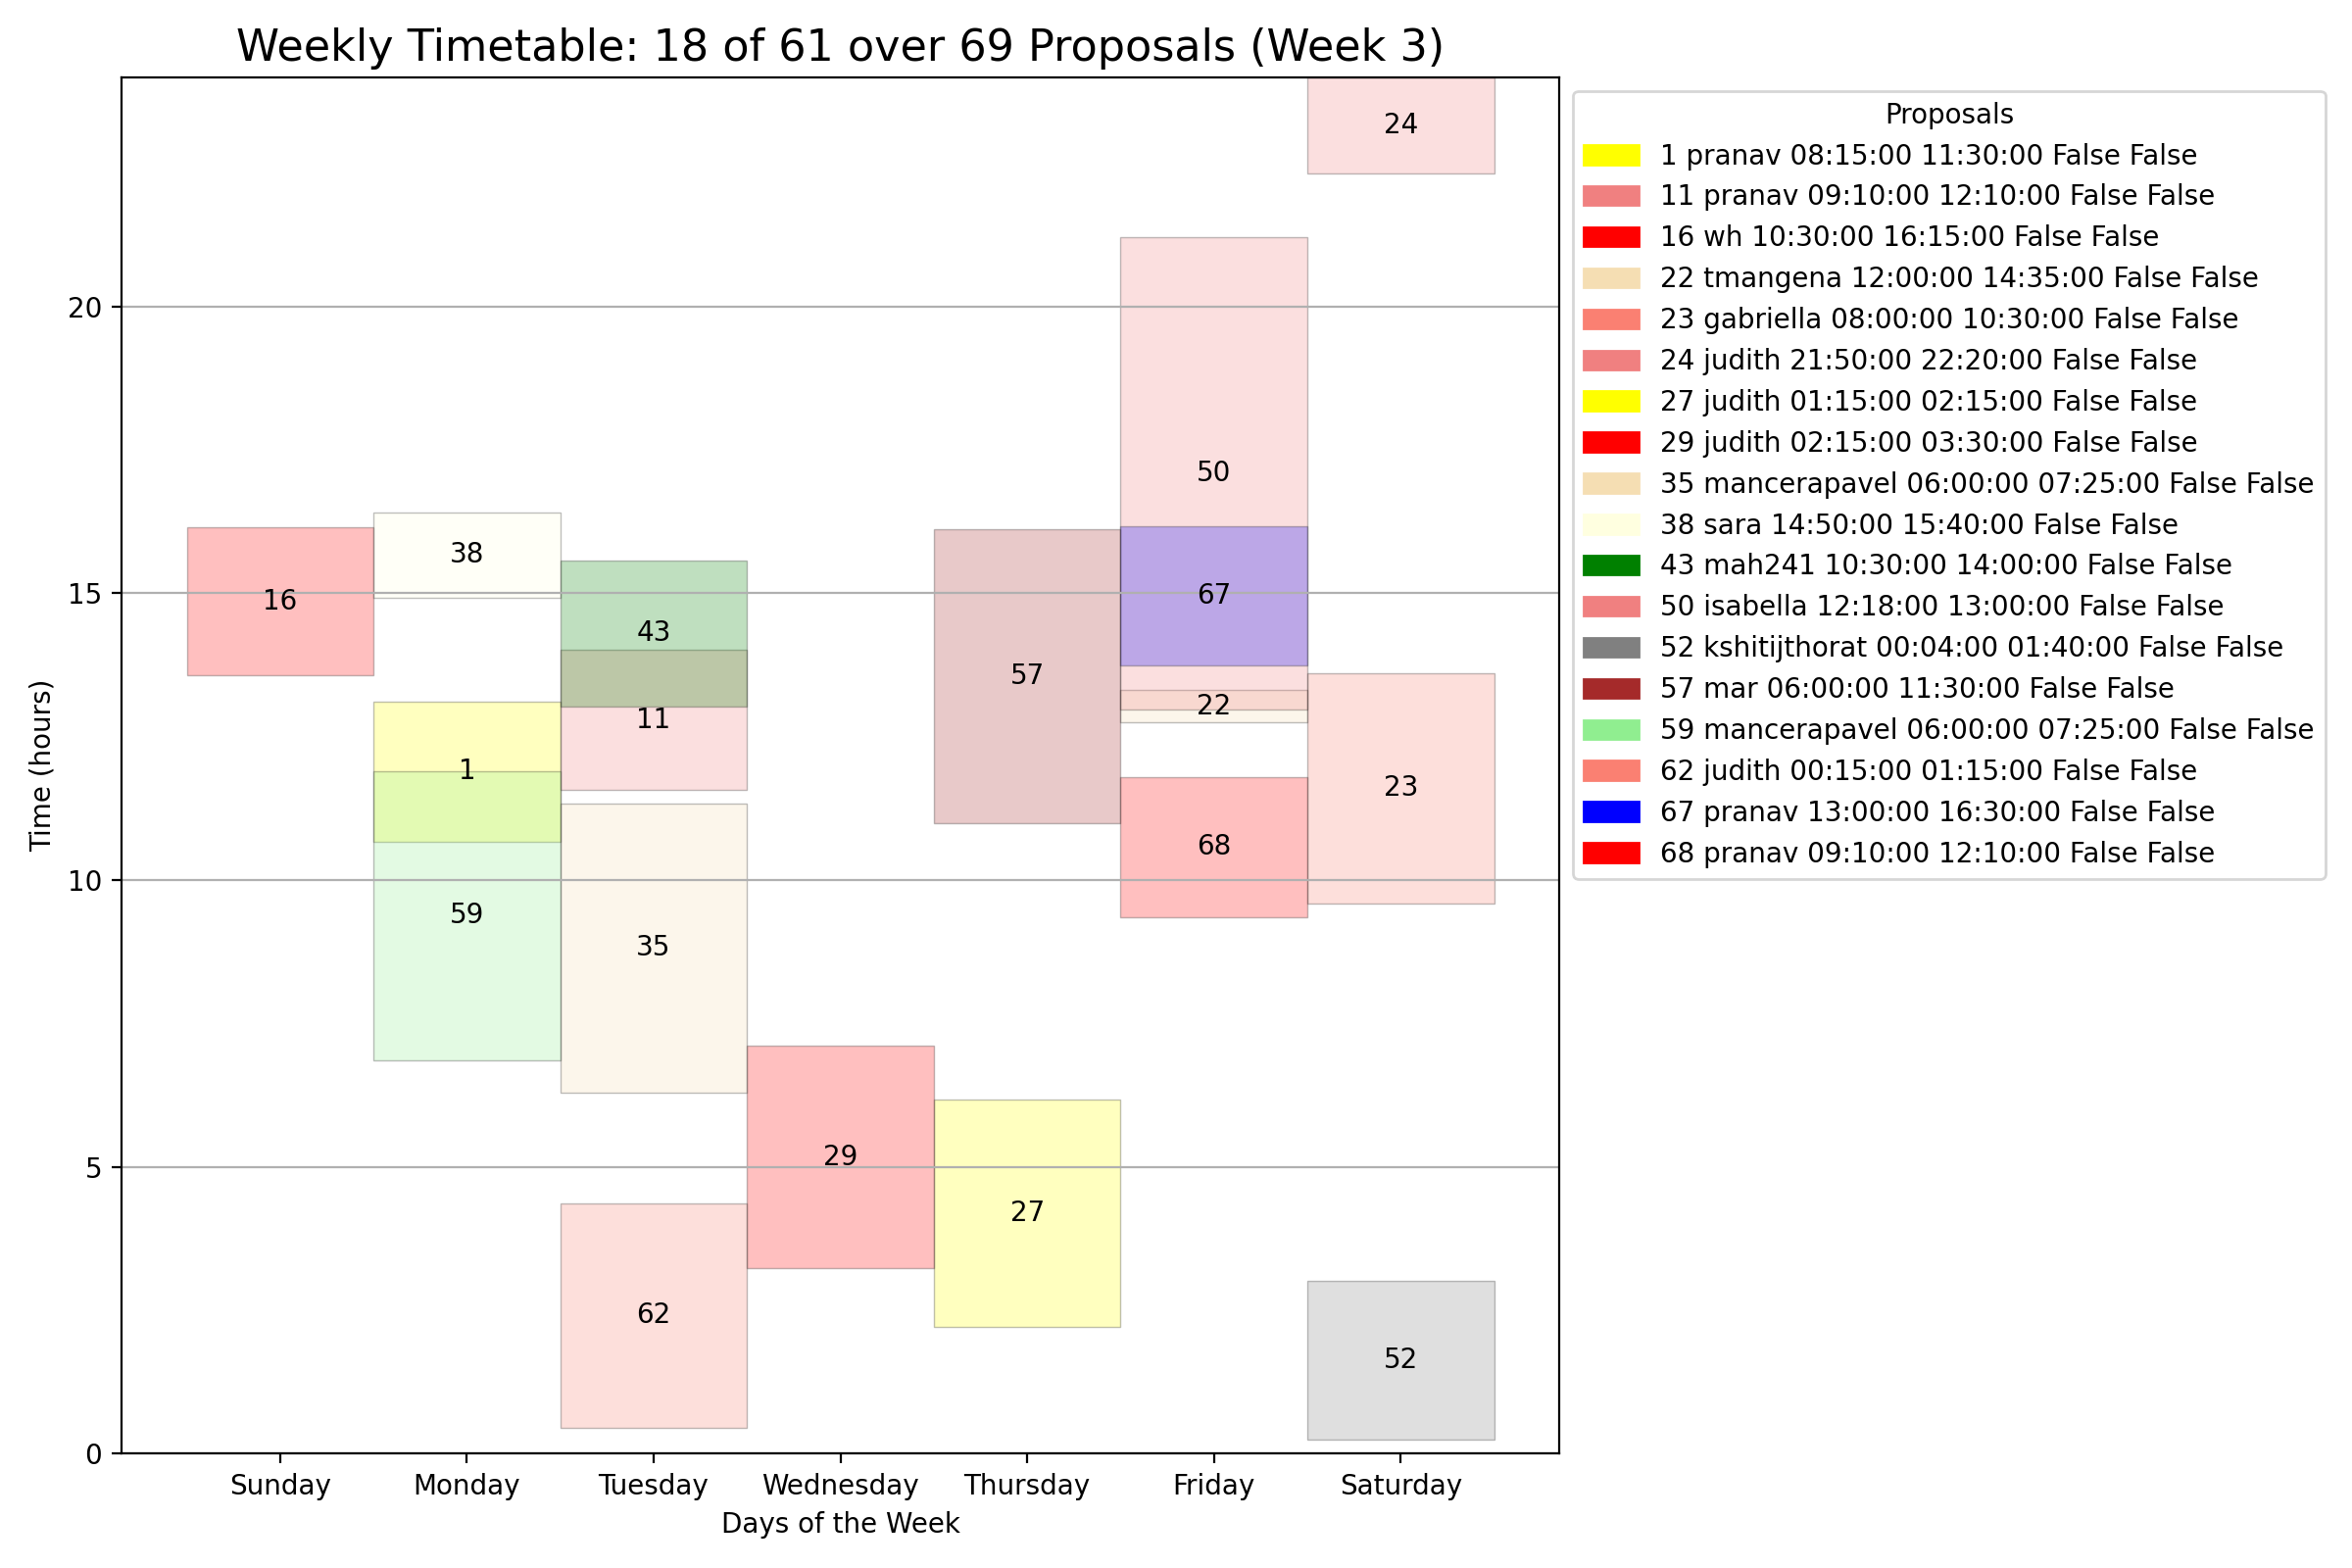 Weekly Timetable: 18 of 61 over 69 Proposals (Week 3)
Time (hours)
20
15
10
5
0
24
50
16
38
43
57
67
11
22
1
23
68
59
35
29
27
62
52
Sunday
Monday
Tuesday
Wednesday
Thursday
Friday
Saturday
Days of the Week
Proposals
1 pranav 08:15:00 11:30:00 False False
11 pranav 09:10:00 12:10:00 False False
16 wh 10:30:00 16:15:00 False False
22 tmangena 12:00:00 14:35:00 False False
23 gabriella 08:00:00 10:30:00 False False
24 judith 21:50:00 22:20:00 False False
27 judith 01:15:00 02:15:00 False False
29 judith 02:15:00 03:30:00 False False
35 mancerapavel 06:00:00 07:25:00 False False
38 sara 14:50:00 15:40:00 False False
43 mah241 10:30:00 14:00:00 False False
50 isabella 12:18:00 13:00:00 False False
52 kshitijthorat 00:04:00 01:40:00 False False
57 mar 06:00:00 11:30:00 False False
59 mancerapavel 06:00:00 07:25:00 False False
62 judith 00:15:00 01:15:00 False False
67 pranav 13:00:00 16:30:00 False False
68 pranav 09:10:00 12:10:00 False False